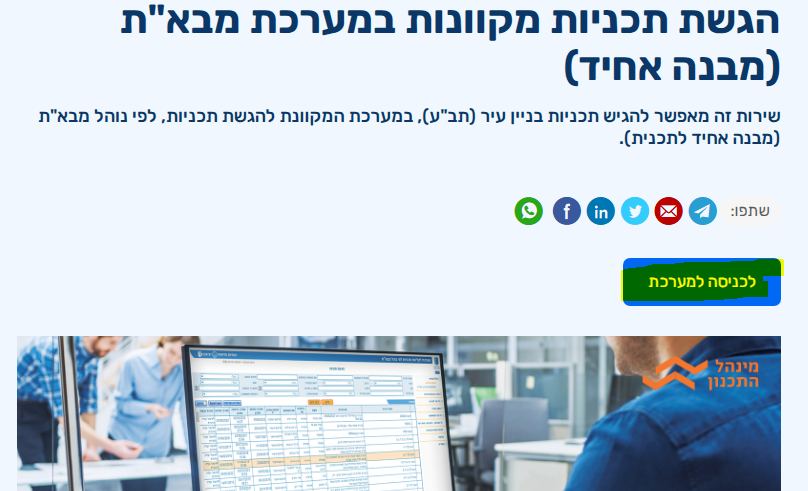 הגשת תכניות מקוונות במערכת מבא"ת
(מבנה אחיד)
שירות זה מאפשר להגיש תכניות בניין עיר (תב"ע), במערכת המקוונת להגשת תכניות, לפי נוהל מבא"ת
(מבנה אחיד לתכנית).
שתפו:
לכניסה למערכת
מינהל
התכנון